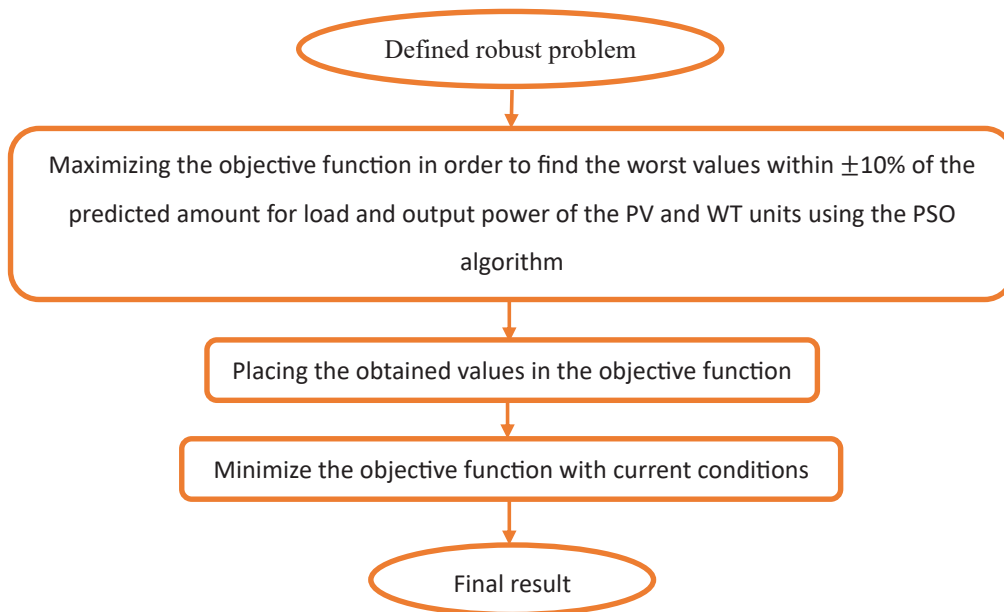 Defined robust problem
Maximizing the objective function in order to find the worst values within ±10% of the
predicted amount for load and output power of the PV and WT units using the PSO
algorithm
Placing the obtained values in the objective function
Minimize the objective function with current conditions
Final result